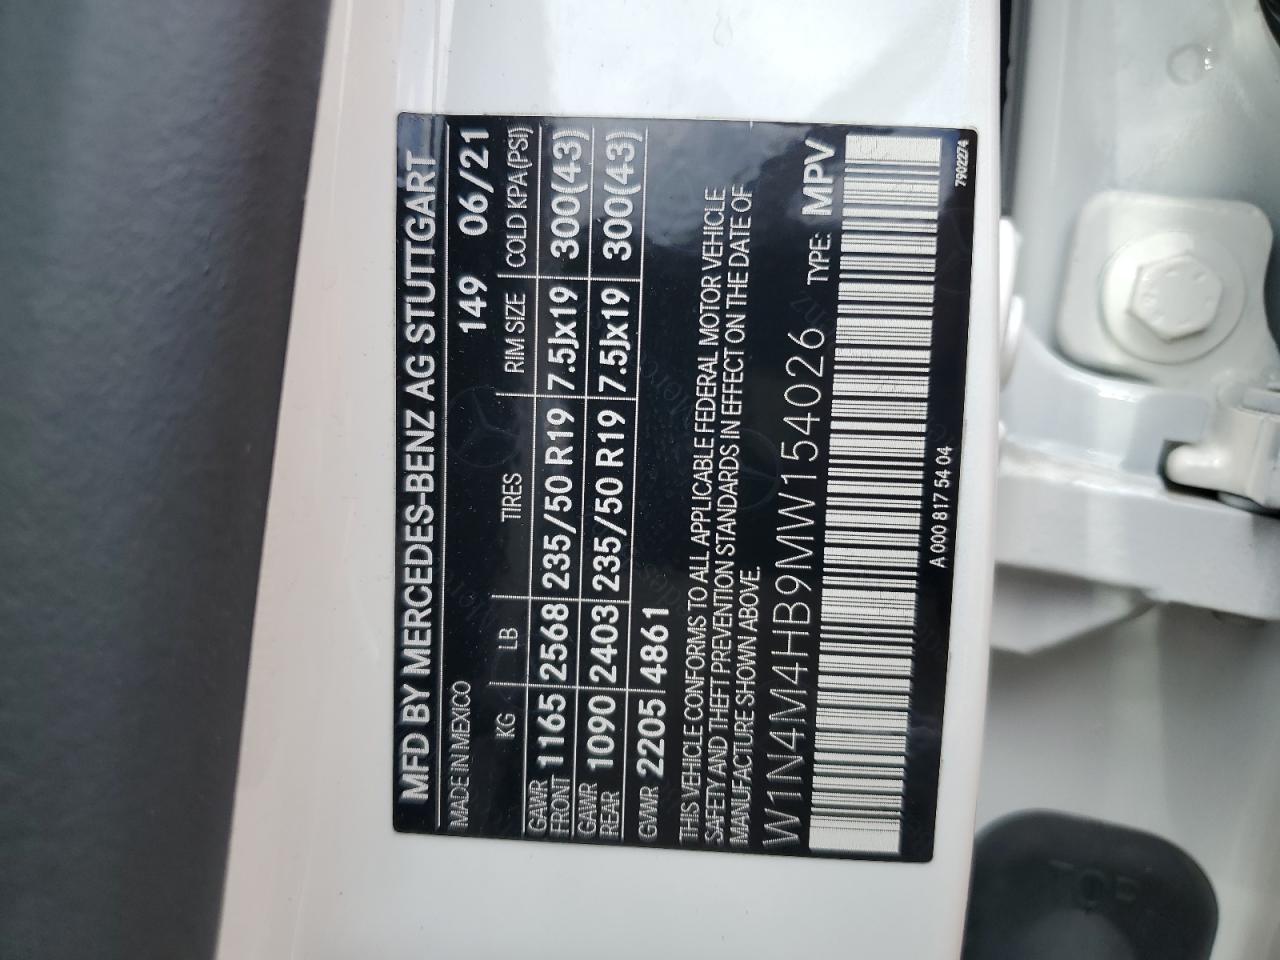 MFD BY MERCEDES-BENZ AG STUTTGART
MADE IN MEXICO 149 06/21
KG LB TIRES RIM SIZE COLD KPA (PSI)
GAWR FRONT 1165 2568 235/50 R19 7.5Jx19 300(43)
GAWR REAR 1090 2403 235/50 R19 7.5Jx19 300(43)
GVWR 2205 4861
THIS VEHICLE CONFORMS TO ALL APPLICABLE FEDERAL MOTOR VEHICLE
SAFETY AND THEFT PREVENTION STANDARDS IN EFFECT ON THE DATE OF
MANUFACTURE SHOWN ABOVE.
W1N4M4HB9MW154026 TYPE: MPV
A 000 817 54 04 7902274
TOP